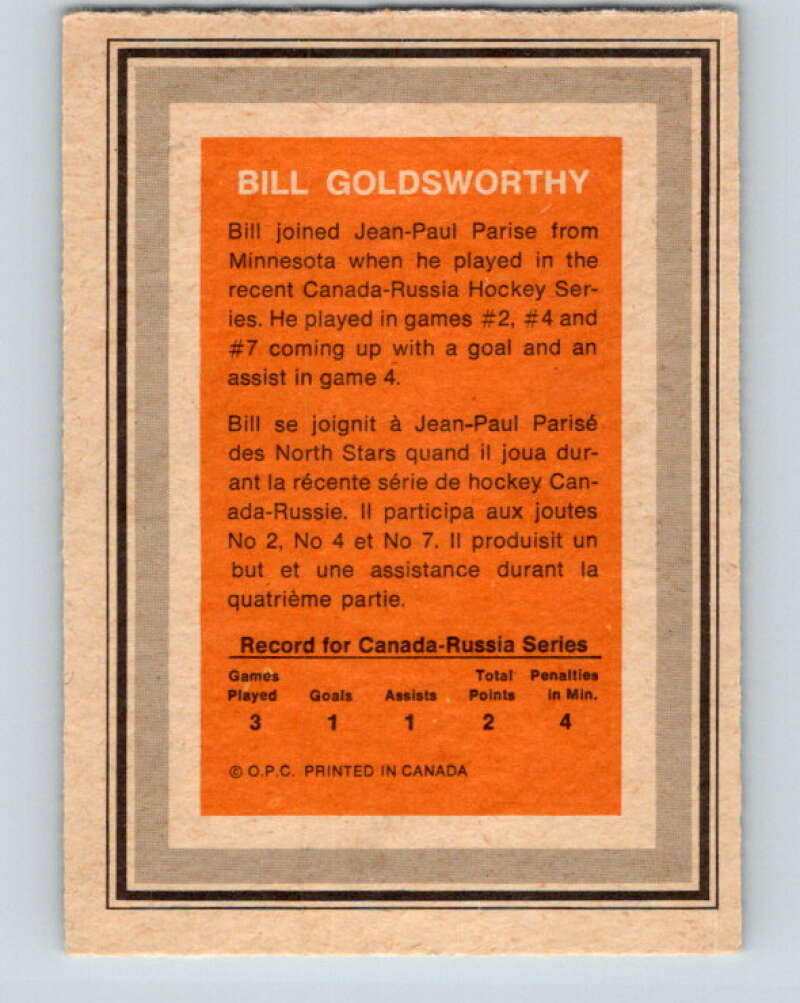 BILL GOLDSWORTHY
Bill joined Jean-Paul Parise from
Minnesota when he played in the
recent Canada-Russia Hockey Ser-
ies. He played in games #2, #4 and
#7 coming up with a goal and an
assist in game 4.
Bill se joignit à Jean-Paul Parisé
des North Stars quand il joua dur-
ant la récente série de hockey Can-
ada-Russie. Il participa aux joutes
No 2, No 4 et No 7. Il produisit un
but et une assistance durant la
quatrième partie.
Record for Canada-Russia Series
Games Total Penalties
Played Goals Assists Points in Min.
3 1 1 2 4
© O.P.C. PRINTED IN CANADA